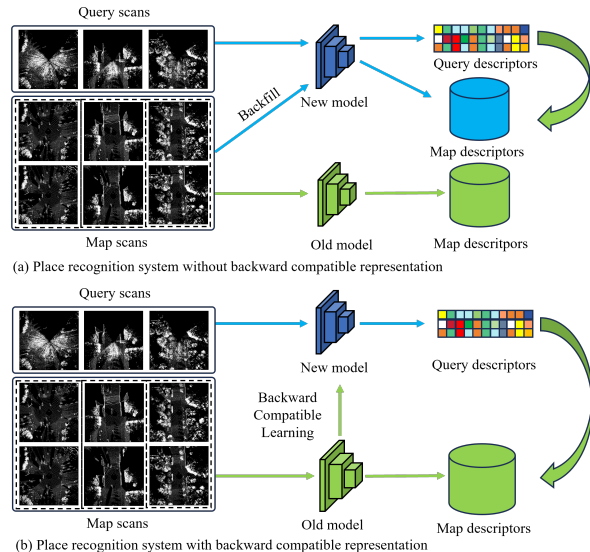 Query scans
Backfill
New model
Query descriptors
Map descriptors
Map scans
Old model
Map descritpors
(a) Place recognition system without backward compatible representation
Query scans
New model
Query descriptors
Backward
Compatible
Learning
Map scans
Old model
Map descriptors
(b) Place recognition system with backward compatible representation